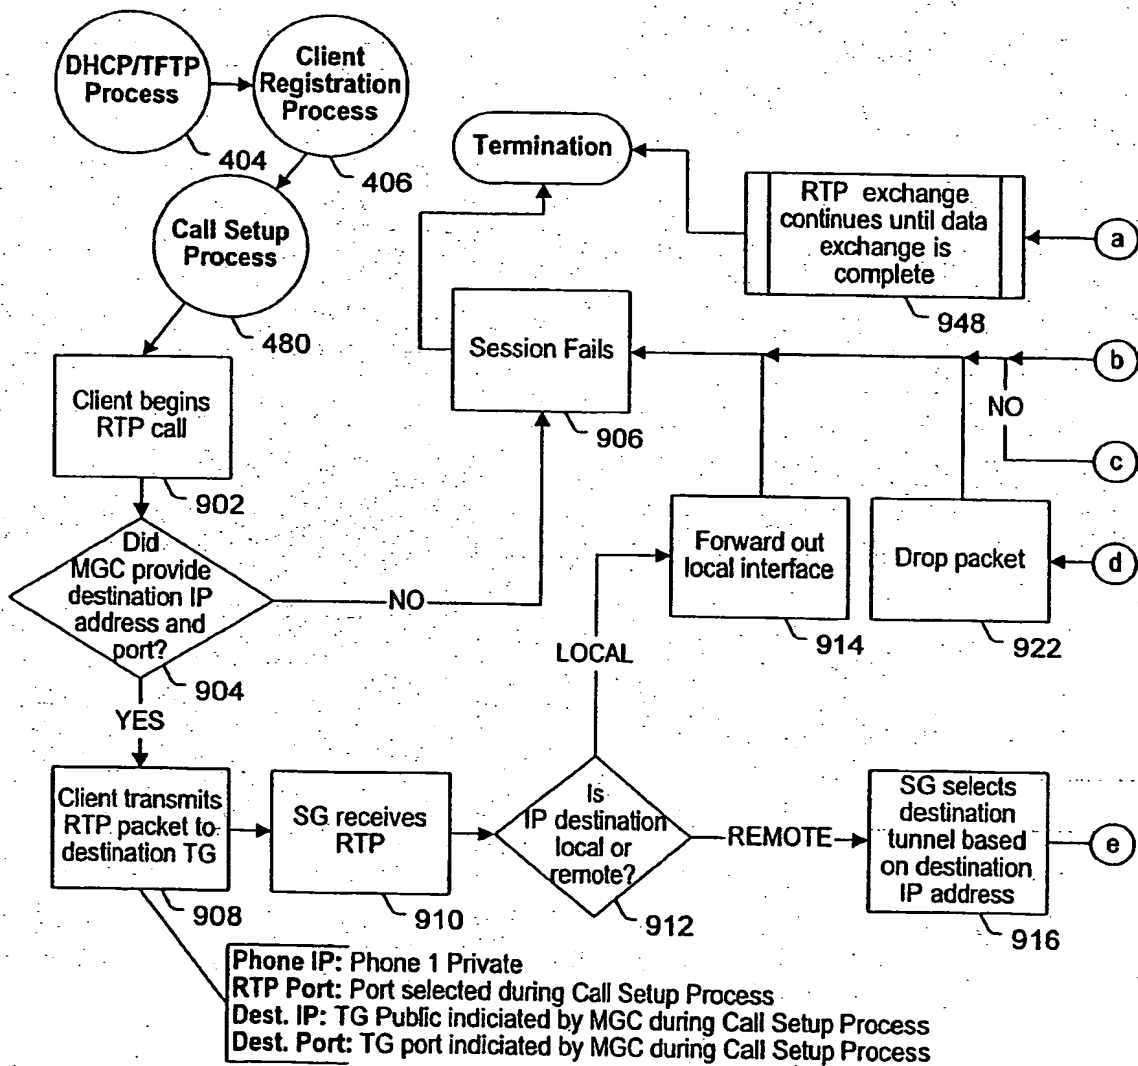 DHCP/TFTP
Process
404
Client
Registration
Process
406
Call Setup
Process
480
Termination
RTP exchange
continues until data
exchange is
complete
948
a
Session Fails
906
b
NO
c
Client begins
RTP call
902
Did
MGC provide
destination IP
address and
port?
904
NO
YES
Forward out
local interface
914
Drop packet
922
d
LOCAL
Client transmits
RTP packet to
destination TG
908
SG receives
RTP
910
Is
IP destination
local or
remote?
912
REMOTE
SG selects
destination
tunnel based
on destination
IP address
916
e
Phone IP: Phone 1 Private
RTP Port: Port selected during Call Setup Process
Dest. IP: TG Public indiciated by MGC during Call Setup Process
Dest. Port: TG port indiciated by MGC during Call Setup Process